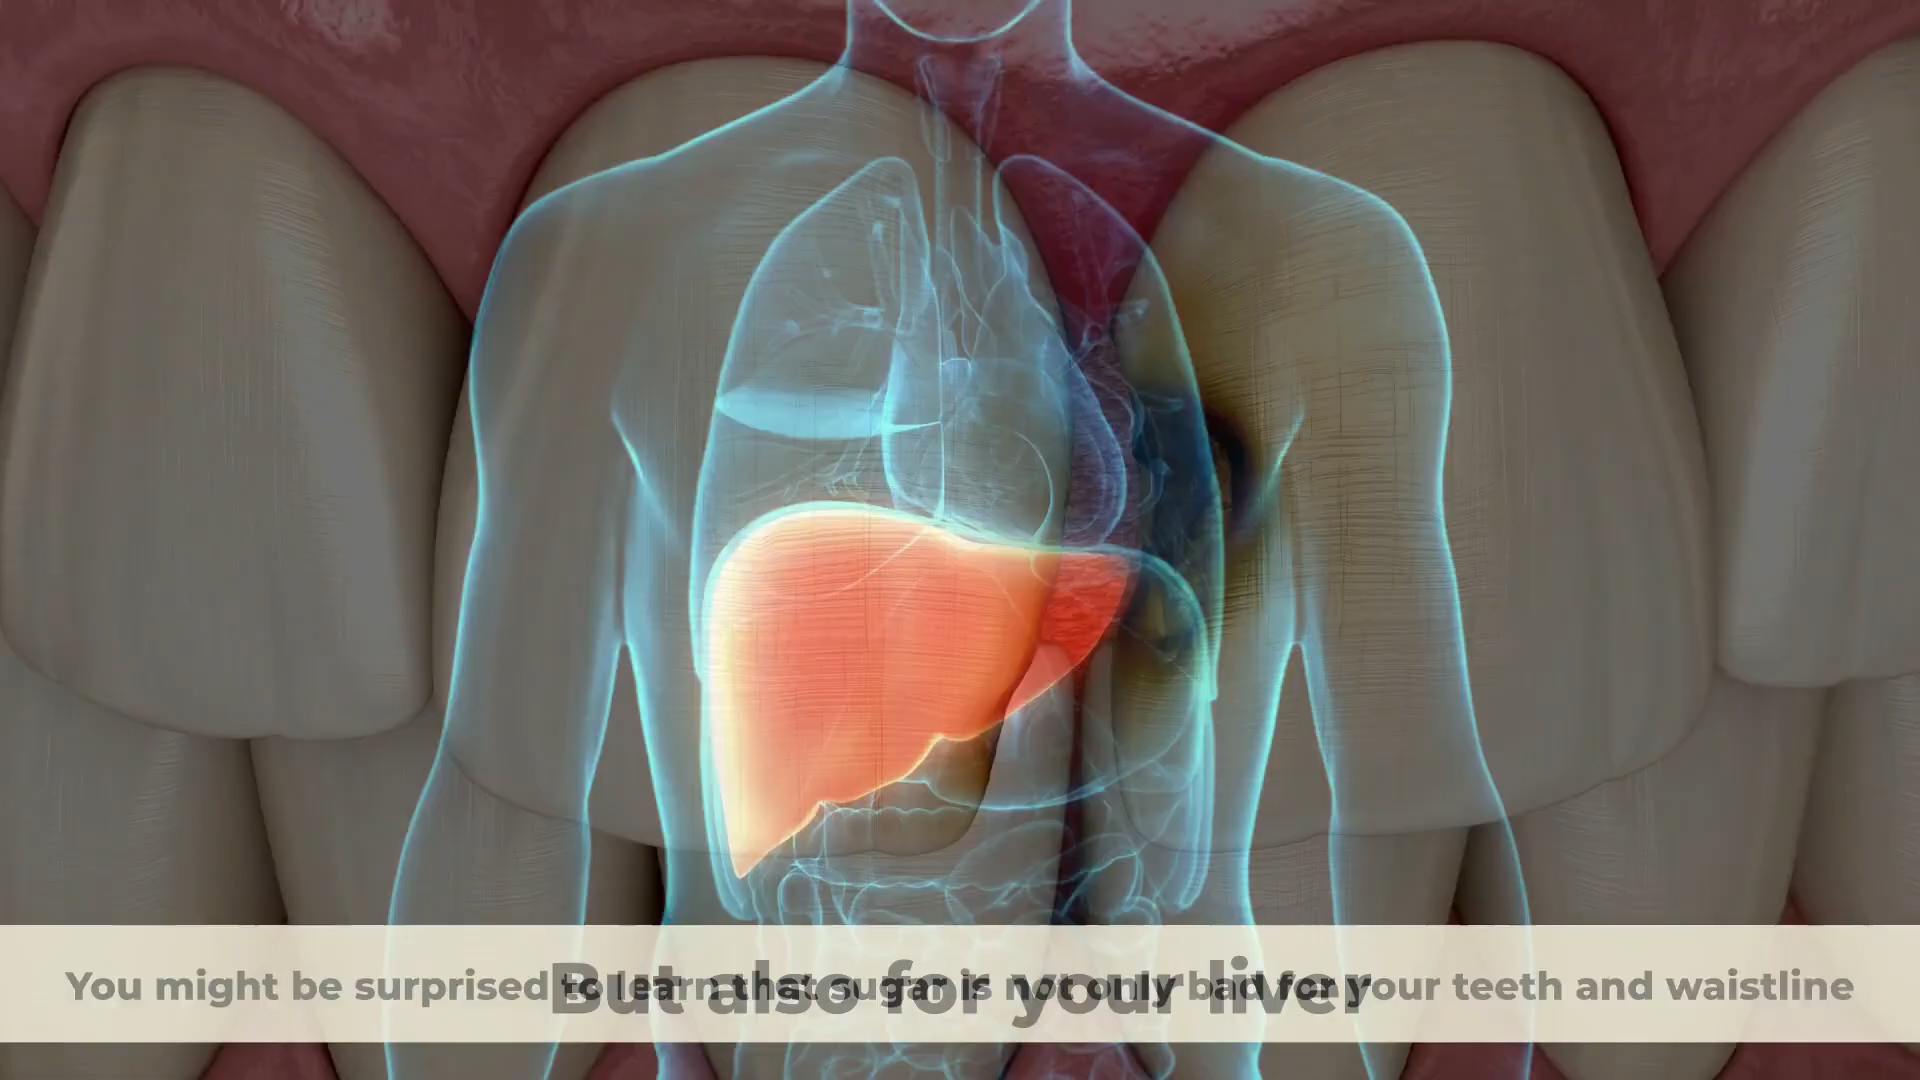 You might be surprised to learn that sugar is not only bad for your teeth and waistline
But also for your liver